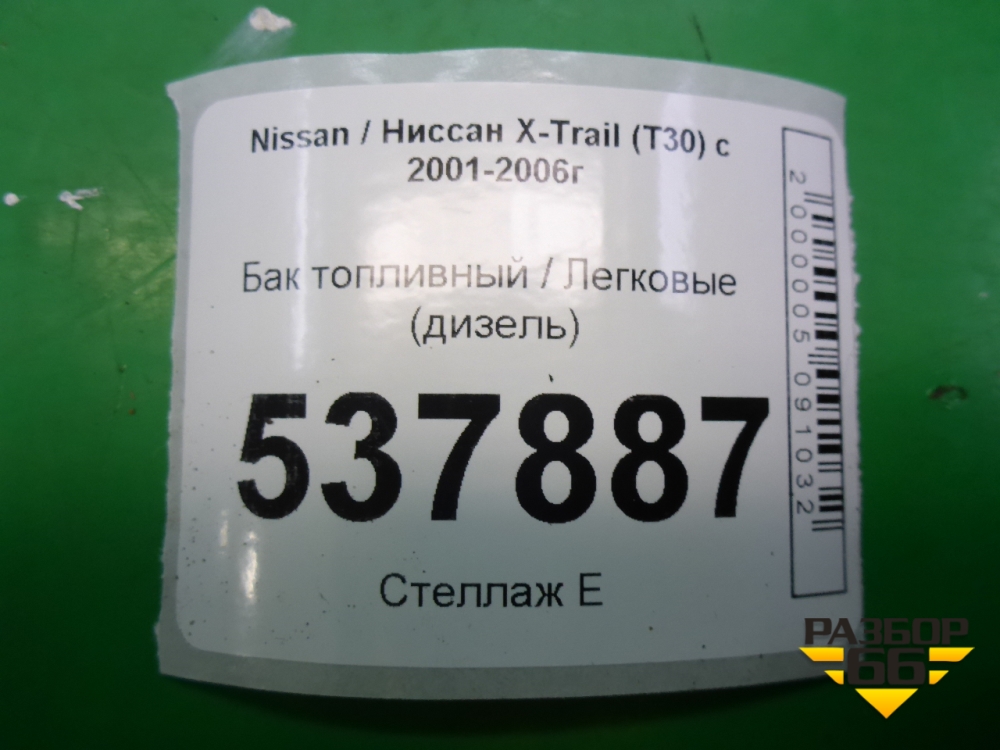 Nissan / Ниссан X-Trail (T30) с
2001-2006г
Бак топливный / Легковые
(дизель)
537887
Стеллаж Е
2000005091032
РАЗБОР
66